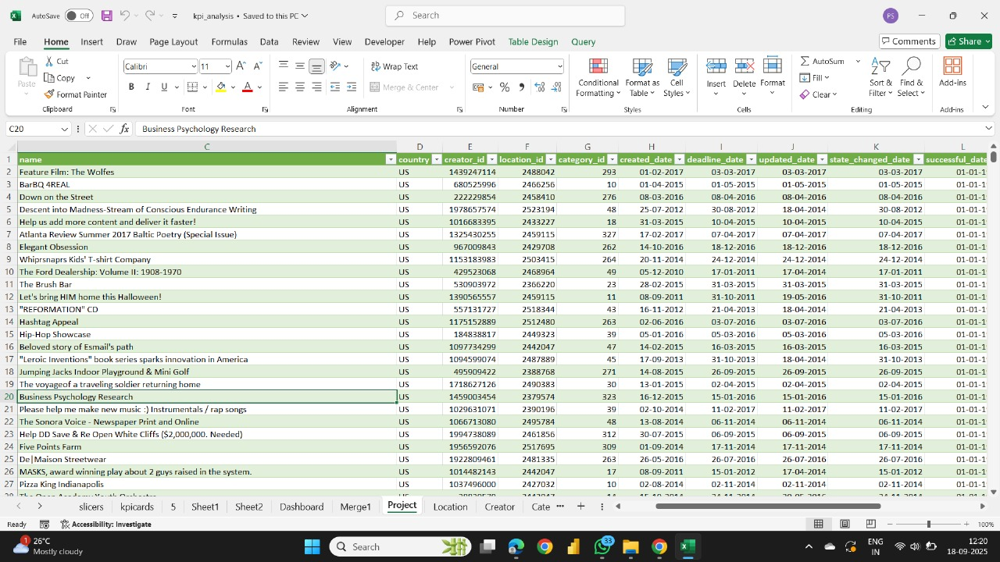 AutoSave Off kpi_analysis • Saved to this PC Search PS
File Home Insert Draw Page Layout Formulas Data Review View Developer Help Power Pivot Table Design Query Comments Share
Paste Cut Copy Format Painter Clipboard
Calibri 11 B I U A Font
Wrap Text Merge & Center Alignment
General % Number
Conditional Formatting Format as Table Cell Styles Styles
Insert Delete Format Cells
AutoSum Fill Clear Sort & Filter Find & Select Editing
Add-ins Add-ins
C20 fx Business Psychology Research
C D E F G H I J K L
1 name country creator_id location_id category_id created_date deadline_date updated_date state_changed_date successful_date
2 Feature Film: The Wolfes US 1439247114 2488042 293 01-02-2017 03-03-2017 03-03-2017 03-03-2017 01-01-1
3 BarBQ 4REAL US 680525996 2466256 10 01-04-2015 01-05-2015 01-05-2015 01-05-2015 01-01-1
4 Down on the Street US 222229854 2458410 276 08-03-2016 08-04-2016 08-04-2016 08-04-2016 01-01-1
5 Descent into Madness-Stream of Conscious Endurance Writing US 1978657574 2523194 48 25-07-2012 30-08-2012 18-04-2014 30-08-2012 01-01-1
6 Help us add more content and deliver it faster! US 1016683395 2433227 18 31-03-2015 10-04-2015 10-04-2015 10-04-2015 01-01-1
7 Atlanta Review Summer 2017 Baltic Poetry (Special Issue) US 1325430255 2459115 327 17-02-2017 07-04-2017 07-04-2017 07-04-2017 01-01-1
8 Elegant Obsession US 967009843 2429708 262 14-10-2016 18-12-2016 18-12-2016 18-12-2016 01-01-1
9 Whiprsnaprs Kids' T-shirt Company US 1153183983 2503415 264 20-11-2014 24-12-2014 24-12-2014 24-12-2014 01-01-1
10 The Ford Dealership: Volume II: 1908-1970 US 429523068 2468964 49 05-12-2010 17-01-2011 17-04-2014 17-01-2011 01-01-1
11 The Brush Bar US 530903972 2366220 23 28-02-2015 31-03-2015 31-03-2015 31-03-2015 01-01-1
12 Let's bring HIM home this Halloween! US 1390565557 2459115 11 08-09-2011 31-10-2011 19-05-2016 31-10-2011 01-01-1
13 "REFORMATION" CD US 557131727 2518344 43 16-11-2012 21-04-2013 18-04-2014 21-04-2013 01-01-1
14 Hashtag Appeal US 1175152889 2512480 263 02-06-2016 03-07-2016 03-07-2016 03-07-2016 01-01-1
15 Hip-Hop Showcase US 184838817 2449323 39 05-01-2016 05-03-2016 05-03-2016 05-03-2016 01-01-1
16 Beloved story of Esmail's path US 1097734299 2442047 47 14-02-2015 16-03-2015 16-03-2015 16-03-2015 01-01-1
17 "Leroic Inventions" book series sparks innovation in America US 1094599074 2487889 45 17-09-2013 31-10-2013 18-04-2014 31-10-2013 01-01-1
18 Jumping Jacks Indoor Playground & Mini Golf US 495909422 2388768 271 14-08-2015 26-09-2015 26-09-2015 26-09-2015 01-01-1
19 The voyageof a traveling soldier returning home US 1718627126 2490383 30 13-01-2015 02-04-2015 02-04-2015 02-04-2015 01-01-1
20 Business Psychology Research US 1459003454 2379574 323 16-12-2015 15-01-2016 15-01-2016 15-01-2016 01-01-1
21 Please help me make new music :) Instrumentals / rap songs US 1029631071 2390196 39 02-10-2014 11-02-2017 11-02-2017 11-02-2017 01-01-1
22 The Sonora Voice - Newspaper Print and Online US 1066713080 2495784 48 13-08-2014 06-11-2014 06-11-2014 06-11-2014 01-01-1
23 Help DD Save & Re Open White Cliffs ($2,000,000. Needed) US 1994738089 2461856 312 30-07-2015 06-09-2015 06-09-2015 06-09-2015 01-01-1
24 Five Points Farm US 1956592076 2517695 309 01-09-2014 17-11-2014 17-11-2014 17-11-2014 01-01-1
25 De|Maison Streetwear US 1922809461 2481335 263 26-05-2016 26-07-2016 26-07-2016 26-07-2016 01-01-1
26 MASKS, award winning play about 2 guys raised in the system. US 1014482143 2442047 17 08-09-2011 15-01-2012 17-04-2014 15-01-2012 01-01-1
27 Pizza King Indianapolis US 1037496000 2427032 10 02-08-2014 02-11-2014 02-11-2014 02-11-2014 01-01-1
slicers kpicards 5 Sheet1 Sheet2 Dashboard Merge1 Project Location Creator Cate
Ready Accessibility: Investigate 100%
1 26°C
Mostly cloudy
Search 33
ENG
IN
12:20
18-09-2025